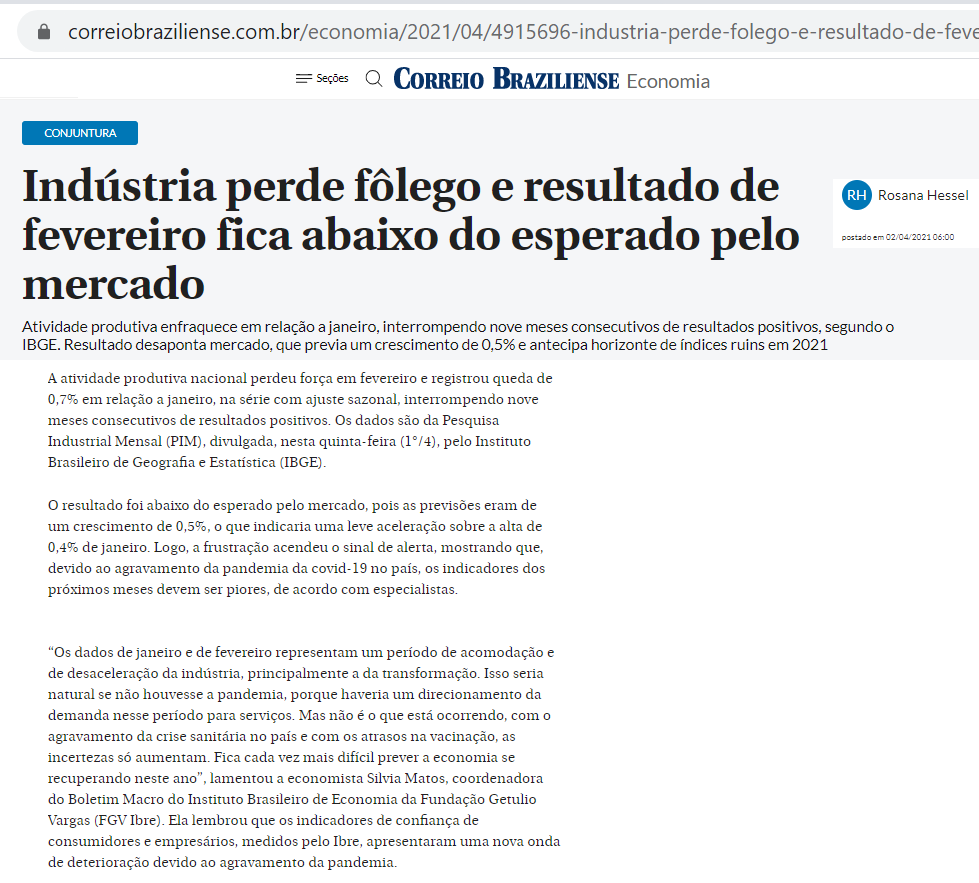 correiobraziliense.com.br/economia/2021/04/4915696-industria-perde-folego-e-resultado-de-feve
Seções CORREIO BRAZILIENSE Economia
CONJUNTURA
Indústria perde fôlego e resultado de
fevereiro fica abaixo do esperado pelo
mercado
RH Rosana Hessel
postado em 02/04/2021 06:00
Atividade produtiva enfraquece em relação a janeiro, interrompendo nove meses consecutivos de resultados positivos, segundo o
IBGE. Resultado desaponta mercado, que previa um crescimento de 0,5% e antecipa horizonte de índices ruins em 2021
A atividade produtiva nacional perdeu força em fevereiro e registrou queda de
0,7% em relação a janeiro, na série com ajuste sazonal, interrompendo nove
meses consecutivos de resultados positivos. Os dados são da Pesquisa
Industrial Mensal (PIM), divulgada, nesta quinta-feira (1°/4), pelo Instituto
Brasileiro de Geografia e Estatística (IBGE).
O resultado foi abaixo do esperado pelo mercado, pois as previsões eram de
um crescimento de 0,5%, o que indicaria uma leve aceleração sobre a alta de
0,4% de janeiro. Logo, a frustração acendeu o sinal de alerta, mostrando que,
devido ao agravamento da pandemia da covid-19 no país, os indicadores dos
próximos meses devem ser piores, de acordo com especialistas.
“Os dados de janeiro e de fevereiro representam um período de acomodação e
de desaceleração da indústria, principalmente a da transformação. Isso seria
natural se não houvesse a pandemia, porque haveria um direcionamento da
demanda nesse período para serviços. Mas não é o que está ocorrendo, com o
agravamento da crise sanitária no país e com os atrasos na vacinação, as
incertezas só aumentam. Fica cada vez mais difícil prever a economia se
recuperando neste ano”, lamentou a economista Silvia Matos, coordenadora
do Boletim Macro do Instituto Brasileiro de Economia da Fundação Getulio
Vargas (FGV Ibre). Ela lembrou que os indicadores de confiança de
consumidores e empresários, medidos pelo Ibre, apresentaram uma nova onda
de deterioração devido ao agravamento da pandemia.